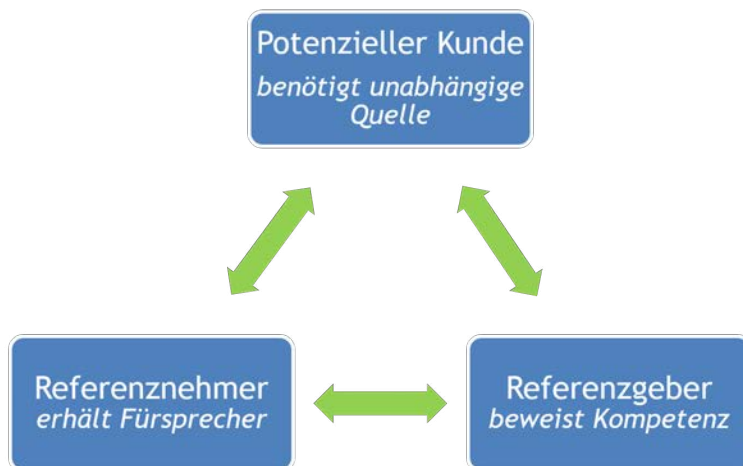 Potenzieller Kunde
benötigt unabhängige
Quelle
Referenznehmer
erhält Fürsprecher
Referenzgeber
beweist Kompetenz